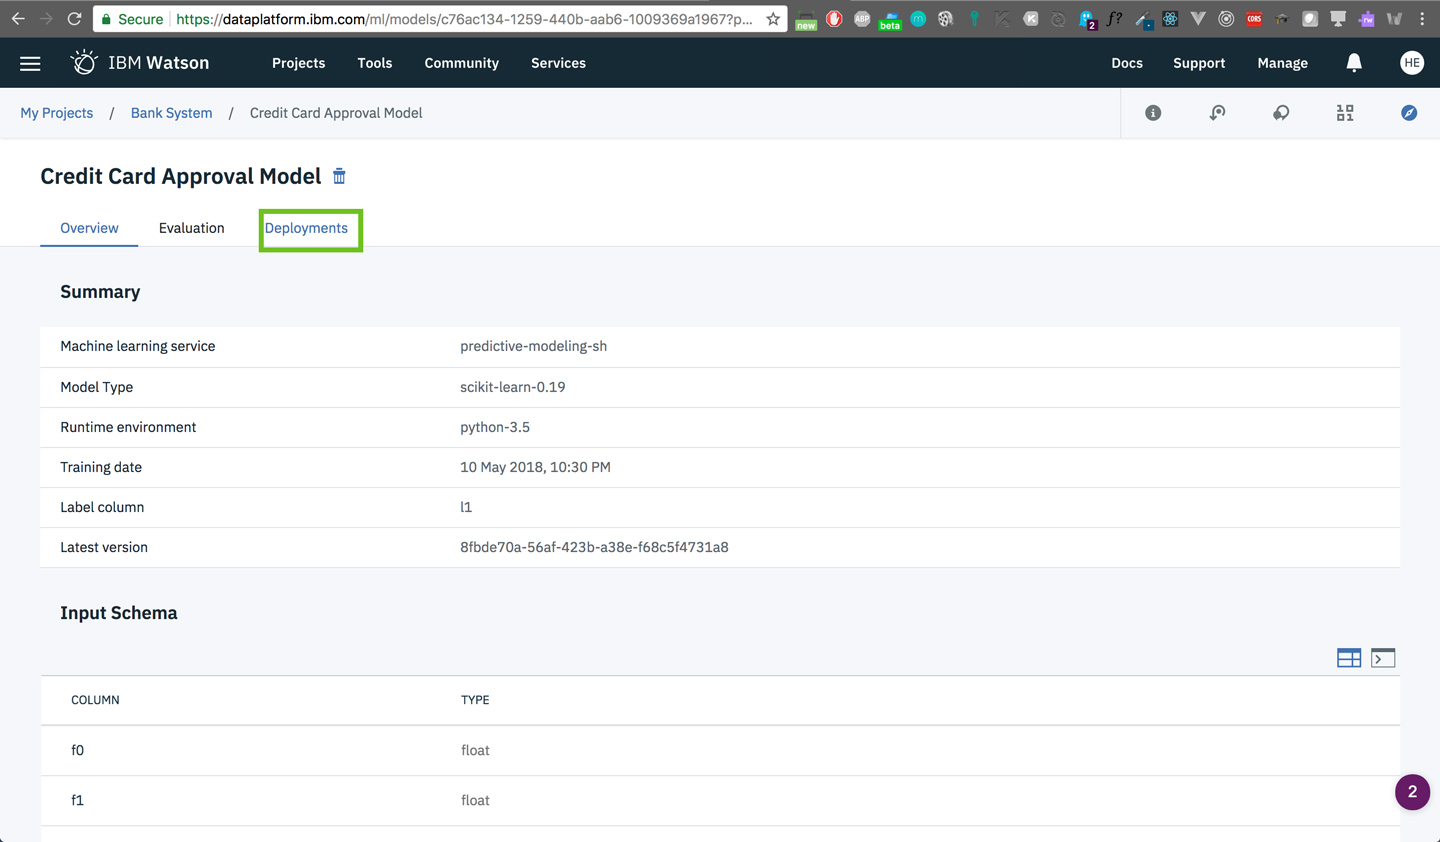 Secure https://dataplatform.ibm.com/ml/models/c76ac134-1259-440b-aab6-1009369a1967?p... new ABP beta m K 2 f? CORS rw W
IBM Watson Projects Tools Community Services Docs Support Manage HE
My Projects / Bank System / Credit Card Approval Model
Credit Card Approval Model
Overview Evaluation Deployments
Summary
Machine learning service predictive-modeling-sh
Model Type scikit-learn-0.19
Runtime environment python-3.5
Training date 10 May 2018, 10:30 PM
Label column l1
Latest version 8fbde70a-56af-423b-a38e-f68c5f4731a8
Input Schema
COLUMN TYPE
f0 float
f1 float
2